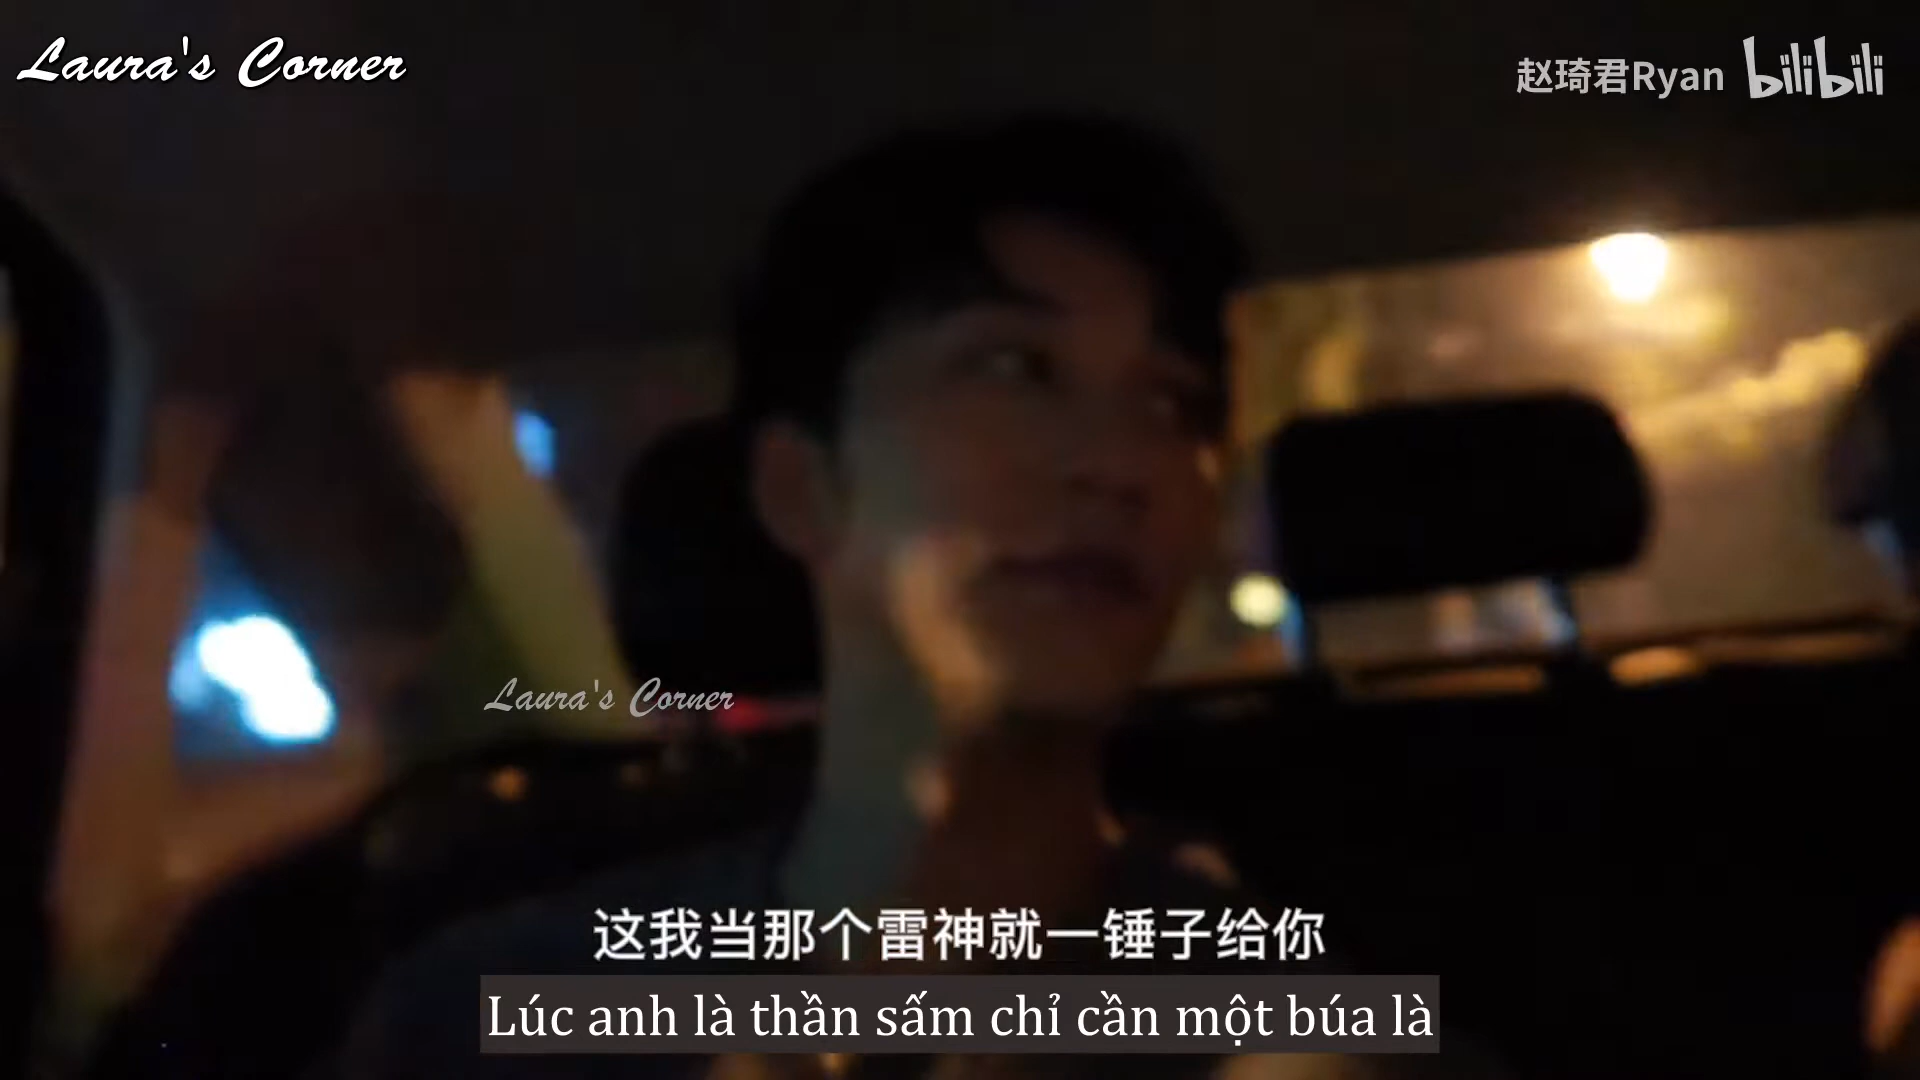 Laura's Corner
赵琦君Ryan bilibili
Laura's Corner
这我当那个雷神就一锤子给你
Lúc anh là thần sấm chỉ cần một búa là